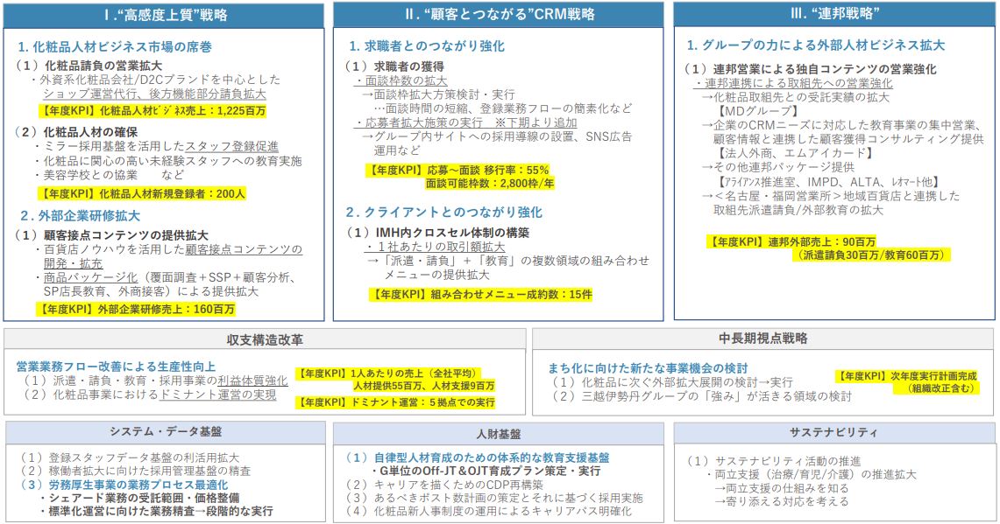 Ⅰ.“高感度上質”戦略
1. 化粧品人材ビジネス市場の席巻
（１）化粧品請負の営業拡大
・外資系化粧品会社/D2Cブランドを中心とした
ショップ運営代行、後方機能部分請負拡大
【年度KPI】化粧品人材ﾋﾞｼﾞﾈｽ売上：1,225百万
（２）化粧品人材の確保
・ミラー採用基盤を活用したスタッフ登録促進
・化粧品に関心の高い未経験スタッフへの教育実施
・美容学校との協業　　など
【年度KPI】化粧品人材新規登録者：200人
２. 外部企業研修拡大
（１）顧客接点コンテンツの提供拡大
・百貨店ノウハウを活用した顧客接点コンテンツの
開発・拡充
・商品パッケージ化（覆面調査＋SSP＋顧客分析、
SP店長教育、外商接客）による提供拡大
【年度KPI】外部企業研修売上：160百万
Ⅱ. “顧客とつながる”CRM戦略
1. 求職者とのつながり強化
（１）求職者の獲得
・面談枠数の拡大
→面談枠拡大方策検討・実行
…面談時間の短縮、登録業務フローの簡素化など
・応募者拡大施策の実行　※下期より追加
→グループ内サイトへの採用導線の設置、SNS広告
運用など
【年度KPI】応募～面談 移行率：55%
面談可能枠数：2,800枠/年
２. クライアントとのつながり強化
（１）IMH内クロスセル体制の構築
・１社あたりの取引額拡大
→「派遣・請負」＋「教育」の複数領域の組み合わせ
メニューの提供拡大
【年度KPI】組み合わせメニュー成約数：15件
Ⅲ. “連邦戦略”
1. グループの力による外部人材ビジネス拡大
（１）連邦営業による独自コンテンツの営業強化
・連邦連携による取組先への営業強化
→化粧品取組先との受託実績の拡大
【MDグループ】
→企業のCRMニーズに対応した教育事業の集中営業、
顧客情報と連携した顧客獲得コンサルティング提供
【法人外商、エムアイカード】
→その他連邦パッケージ提供
【ｱﾗｲｱﾝｽ推進室、IMPD、ALTA、ﾚｵﾏｰﾄ他】
→＜名古屋・福岡営業所＞地域百貨店と連携した
取組先派遣請負/外部教育の拡大
【年度KPI】連邦外部売上：90百万
（派遣請負30百万/教育60百万）
収支構造改革
営業業務フロー改善による生産性向上
（１）派遣・請負・教育・採用事業の利益体質強化
（２）化粧品事業におけるドミナント運営の実現
【年度KPI】1人あたりの売上（全社平均）
人材提供55百万、人材支援9百万
【年度KPI】ドミナント運営：５拠点での実行
中長期視点戦略
まち化に向けた新たな事業機会の検討
（１）化粧品に次ぐ外部拡大展開の検討→実行
（２）三越伊勢丹グループの「強み」が活きる領域の検討
【年度KPI】次年度実行計画完成
（組織改正含む）
システム・データ基盤
（１）登録スタッフデータ基盤の利活用拡大
（２）稼働者拡大に向けた採用管理基盤の精査
（３）労務厚生事業の業務プロセス最適化
・シェアード業務の受託範囲・価格整備
・標準化運営に向けた業務精査→段階的な実行
人財基盤
（１）自律型人材育成のための体系的な教育支援基盤
・G単位のOff-JT＆OJT育成プラン策定・実行
（２）キャリアを描くためのCDP再構築
（３）あるべきポスト数計画の策定とそれに基づく採用実施
（４）化粧品新人事制度の運用によるキャリアパス明確化
サステナビリティ
（１）サステナビリティ活動の推進
・両立支援（治療/育児/介護）の推進拡大
→両立支援の仕組みを知る
→寄り添える対応を考える